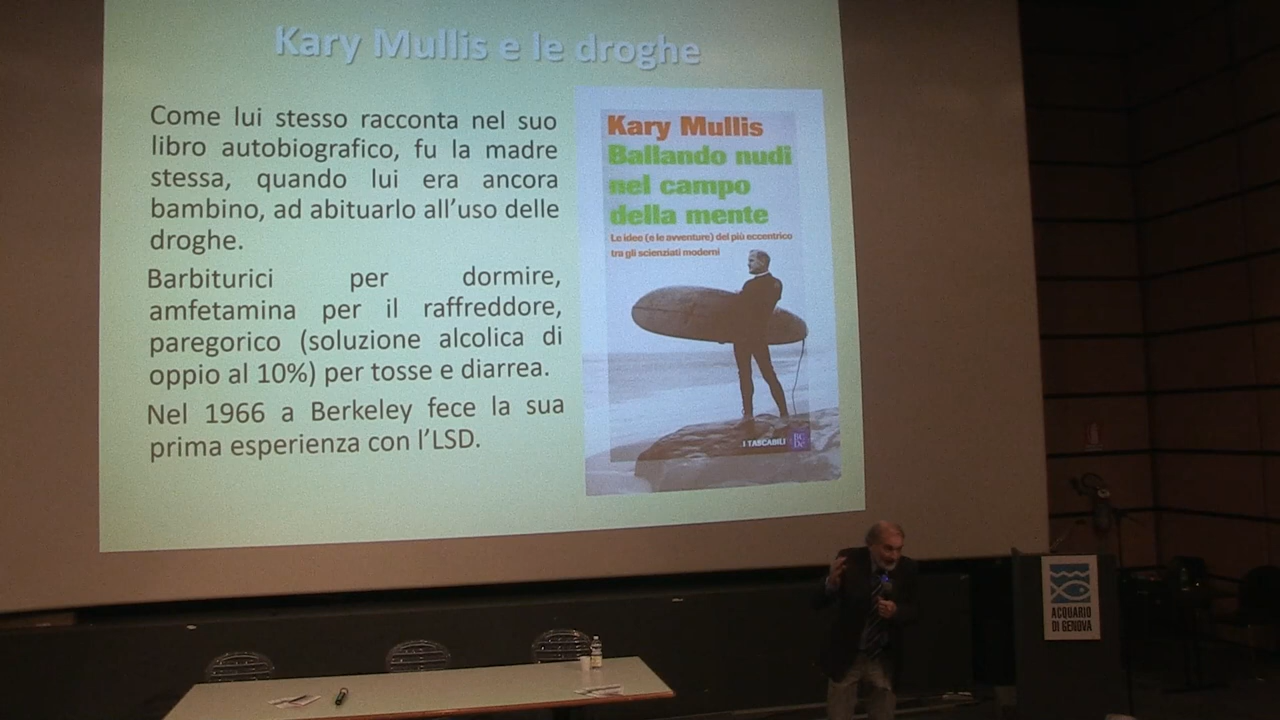 Kary Mullis e le droghe
Come lui stesso racconta nel suo
libro autobiografico, fu la madre
stessa, quando lui era ancora
bambino, ad abituarlo all'uso delle
droghe.
Barbiturici per dormire,
amfetamina per il raffreddore,
paregorico (soluzione alcolica di
oppio al 10%) per tosse e diarrea.
Nel 1966 a Berkeley fece la sua
prima esperienza con l'LSD.
Kary Mullis
Ballando nudi
nel campo
della mente
Le idee (e le avventure) del più eccentrico
tra gli scienziati moderni
I TASCABILI
ACQUARIO
DI GENOVA